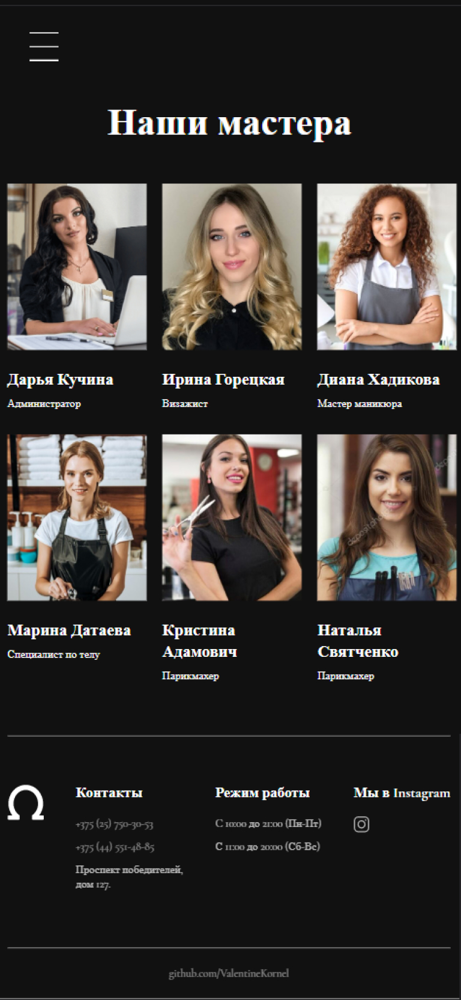 Наши мастера
Дарья Кучина
Администратор
Ирина Горецкая
Визажист
Диана Хадикова
Мастер маникюра
Марина Датаева
Специалист по телу
Кристина
Адамович
Парикмахер
Наталья
Святченко
Парикмахер
Ω
Контакты
+375 (25) 750-30-53
+375 (44) 551-48-85
Проспект победителей,
дом 127.
Режим работы
С 10:00 до 21:00 (Пн-Пт)
С 11:00 до 20:00 (Сб-Вс)
Мы в Instagram
github.com/ValentineKornel